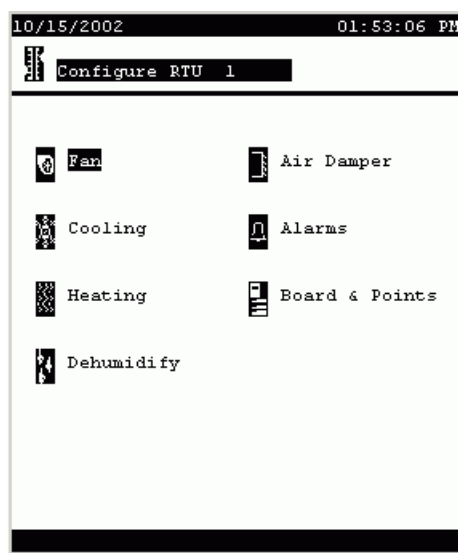 10/15/2002 01:53:06 PM
Configure RTU 1
Fan Air Damper
Cooling Alarms
Heating Board & Points
Dehumidify